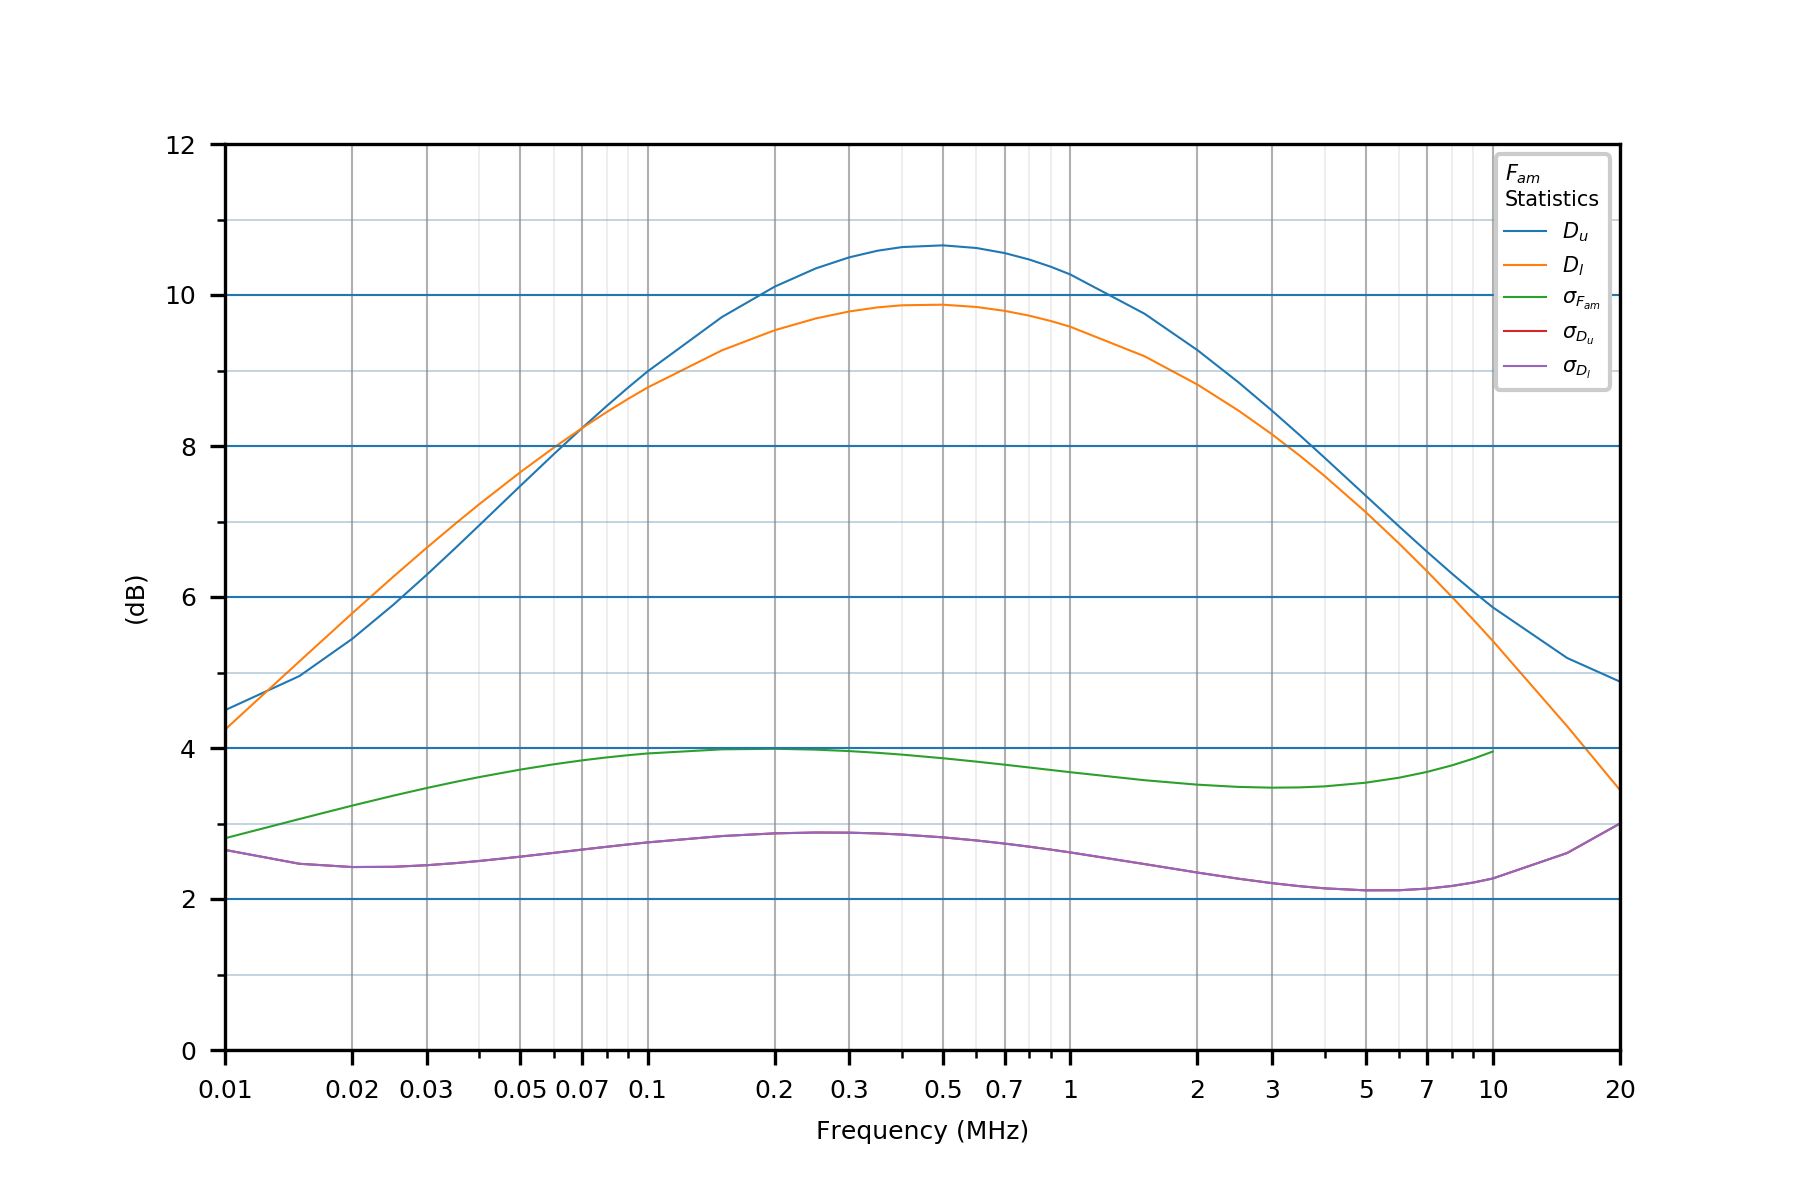 12
10
8
6
4
2
0
(dB)
F_am
Statistics
D_u
D_l
σ_F_am
σ_D_u
σ_D_l
0.01 0.02 0.03 0.05 0.07 0.1 0.2 0.3 0.5 0.7 1 2 3 5 7 10 20
Frequency (MHz)